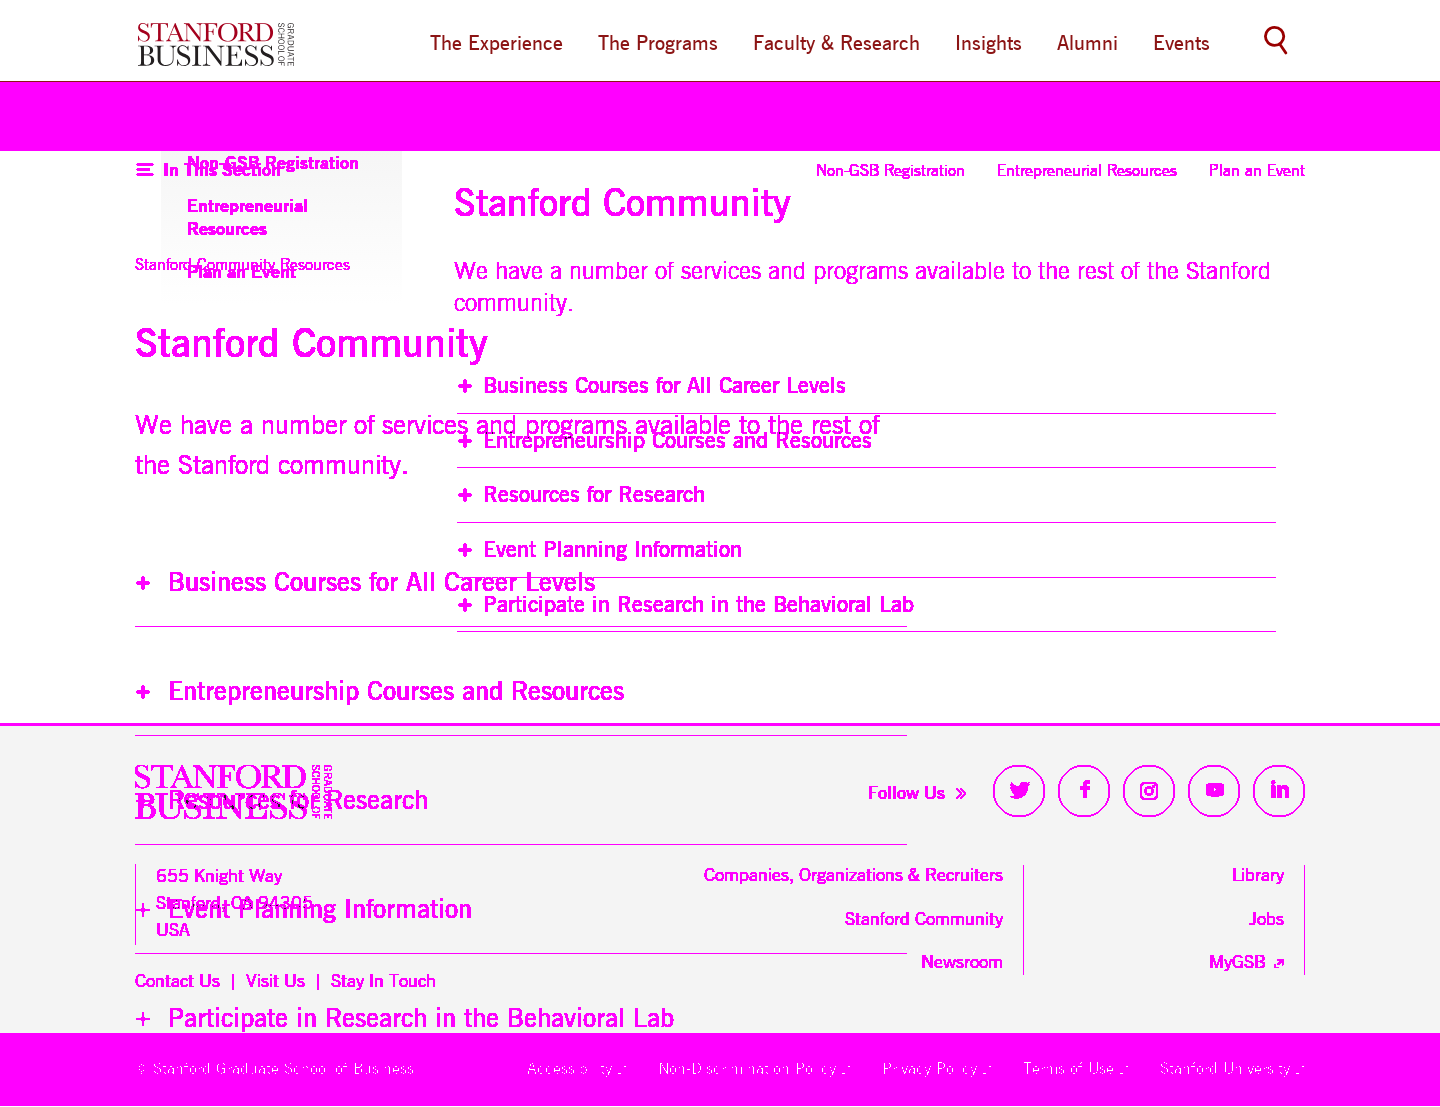 STANFORD
BUSINESS
GRADUATE
SCHOOL OF
The Experience
The Programs
Faculty & Research
Insights
Alumni
Events
Non-GSB Registration
In This Section
Non-GSB Registration
Entrepreneurial Resources
Plan an Event
Entrepreneurial
Resources
Stanford Community
Stanford Community Resources
Plan an Event
We have a number of services and programs available to the rest of the Stanford
community.
Stanford Community
+ Business Courses for All Career Levels
We have a number of services and programs available to the rest of
+ Entrepreneurship Courses and Resources
the Stanford community.
+ Resources for Research
+ Event Planning Information
+ Business Courses for All Career Levels
+ Participate in Research in the Behavioral Lab
+ Entrepreneurship Courses and Resources
STANFORD
BUSINESS
GRADUATE
SCHOOL OF
Resources for Research
Follow Us »
655 Knight Way
Stanford, CA 94305
USA
+ Event Planning Information
Companies, Organizations & Recruiters
Stanford Community
Newsroom
Library
Jobs
MyGSB
Contact Us | Visit Us | Stay In Touch
+ Participate in Research in the Behavioral Lab
© Stanford Graduate School of Business
Accessibility
Non-Discrimination Policy
Privacy Policy
Terms of Use
Stanford University